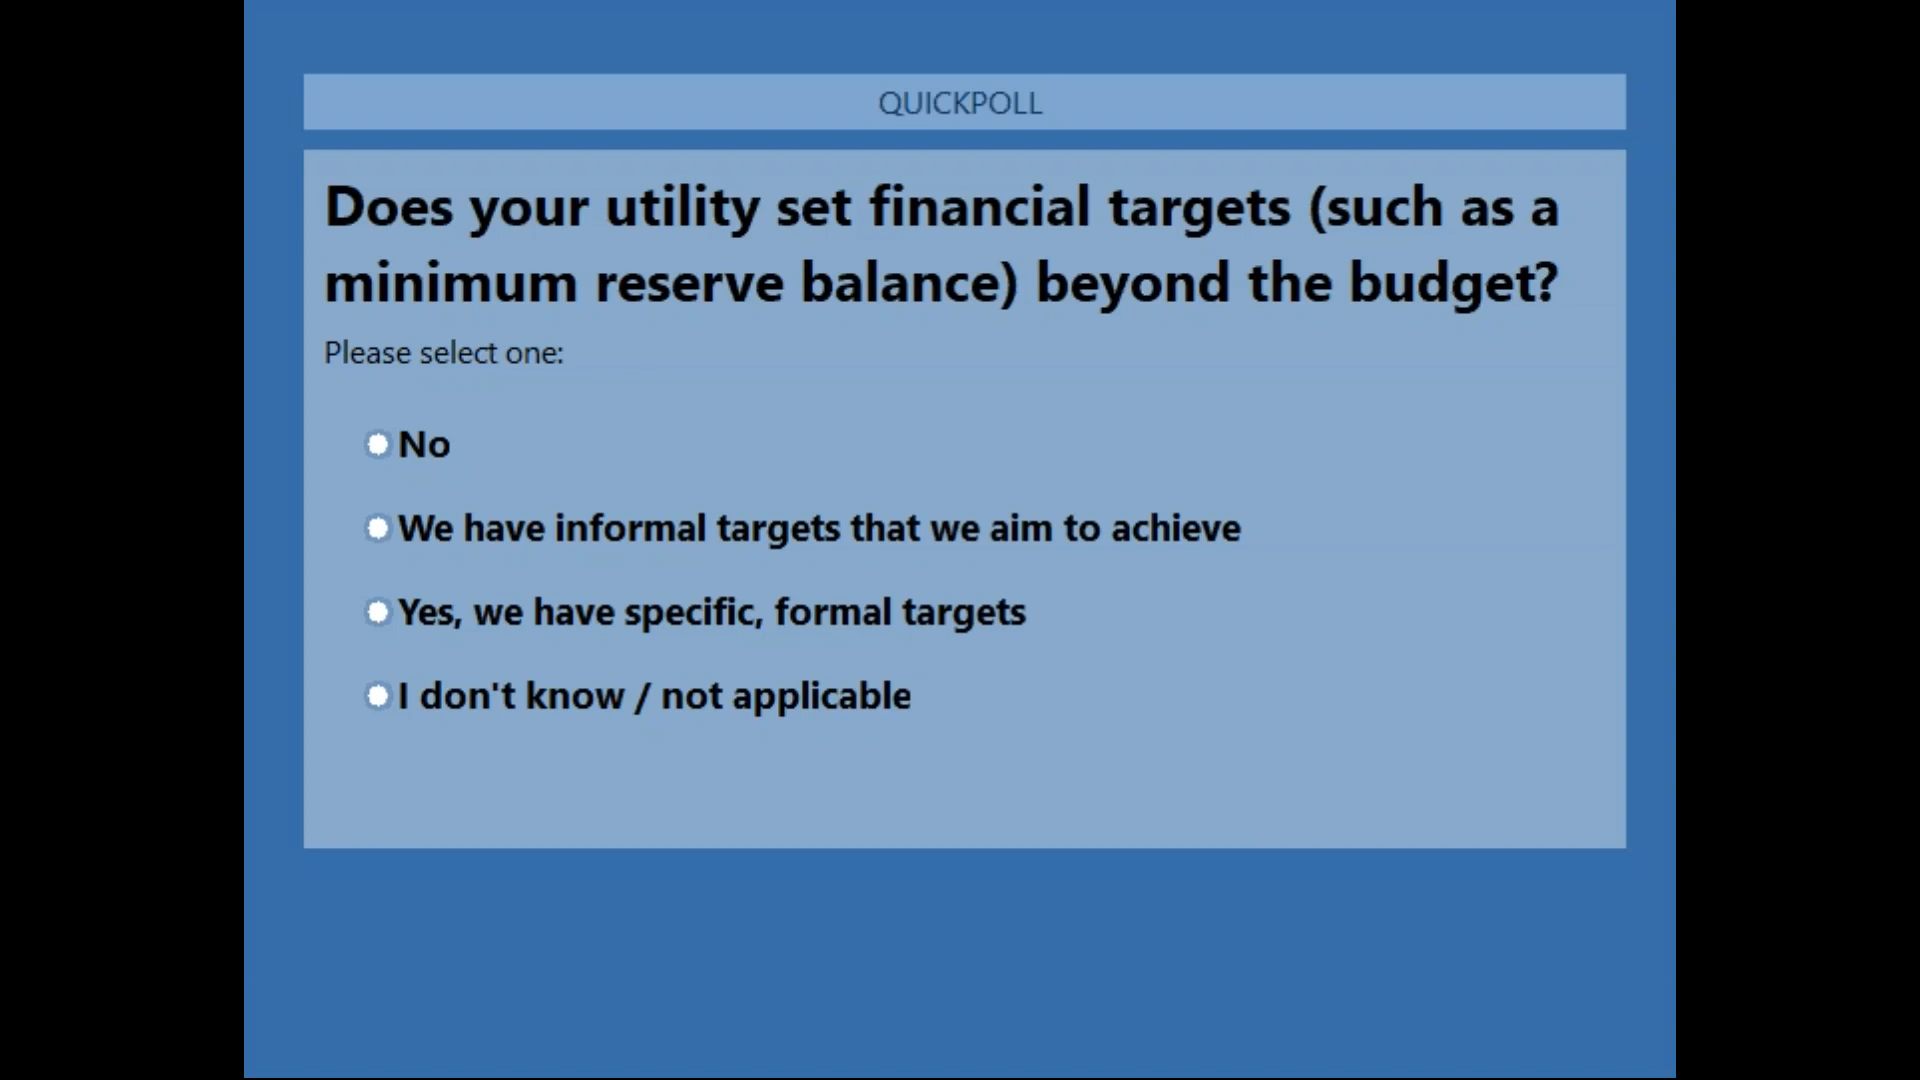 QUICKPOLL
Does your utility set financial targets (such as a
minimum reserve balance) beyond the budget?
Please select one:
No
We have informal targets that we aim to achieve
Yes, we have specific, formal targets
I don't know / not applicable